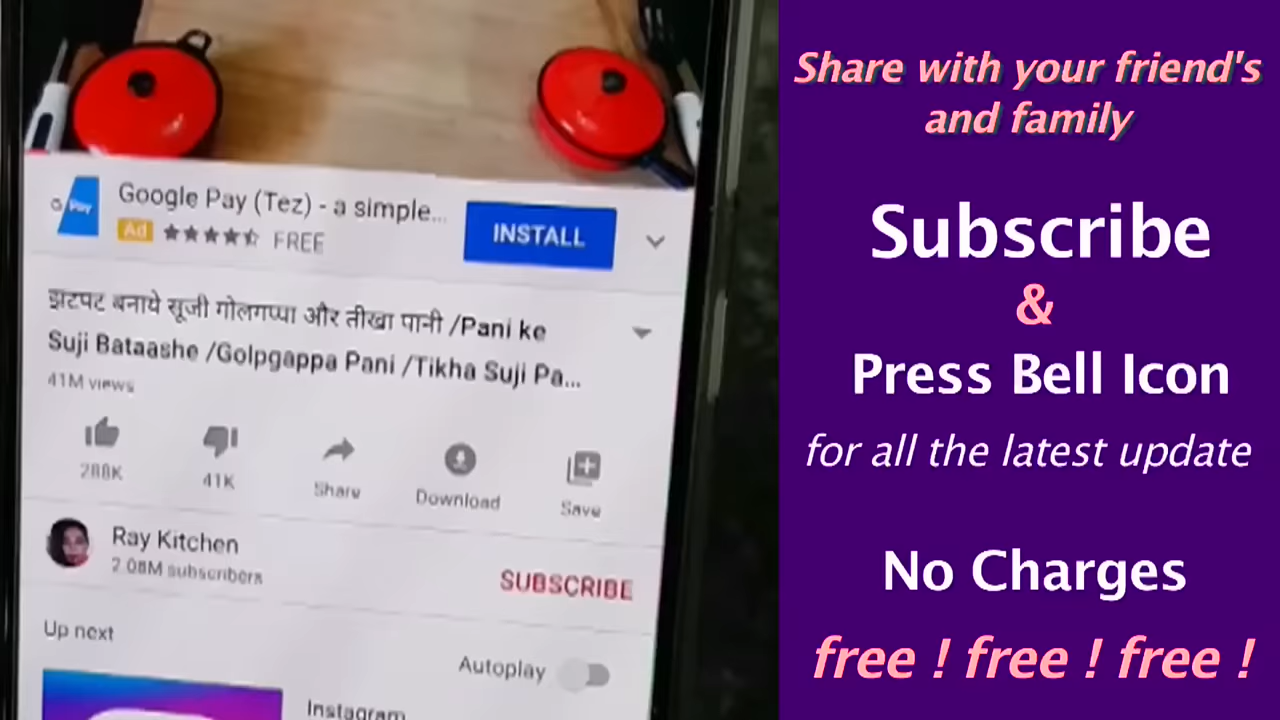 G Pay
Google Pay (Tez) - a simple...
Ad FREE
INSTALL
झटपट बनाये सूजी गोलगप्पा और तीखा पानी /Pani ke
Suji Bataashe /Golpgappa Pani /Tikha Suji Pa...
41M views
288K
41K
Share
Download
Save
Ray Kitchen
2.08M subscribers
SUBSCRIBE
Up next
Autoplay
Instagram
Share with your friend's
and family
Subscribe
&
Press Bell Icon
for all the latest update
No Charges
free ! free ! free !